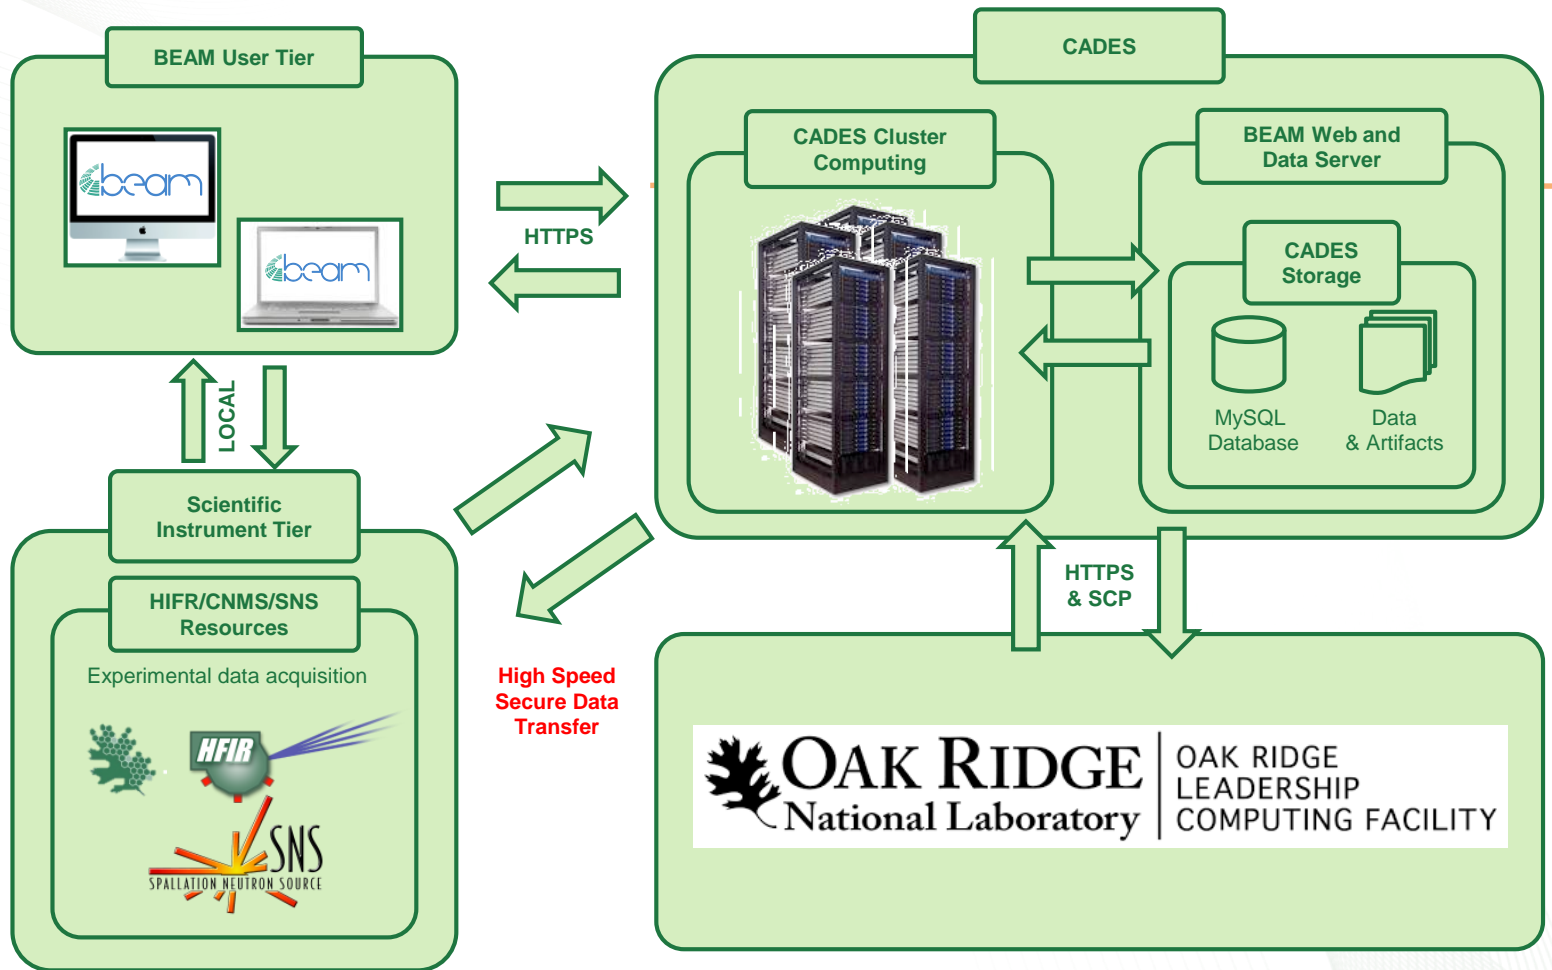 BEAM User Tier
beam
beam
HTTPS
LOCAL
CADES
CADES Cluster
Computing
BEAM Web and
Data Server
CADES
Storage
MySQL
Database
Data
& Artifacts
Scientific
Instrument Tier
HIFR/CNMS/SNS
Resources
Experimental data acquisition
HFIR
SNS
SPALLATION NEUTRON SOURCE
High Speed
Secure Data
Transfer
HTTPS
& SCP
OAK RIDGE
National Laboratory
OAK RIDGE
LEADERSHIP
COMPUTING FACILITY